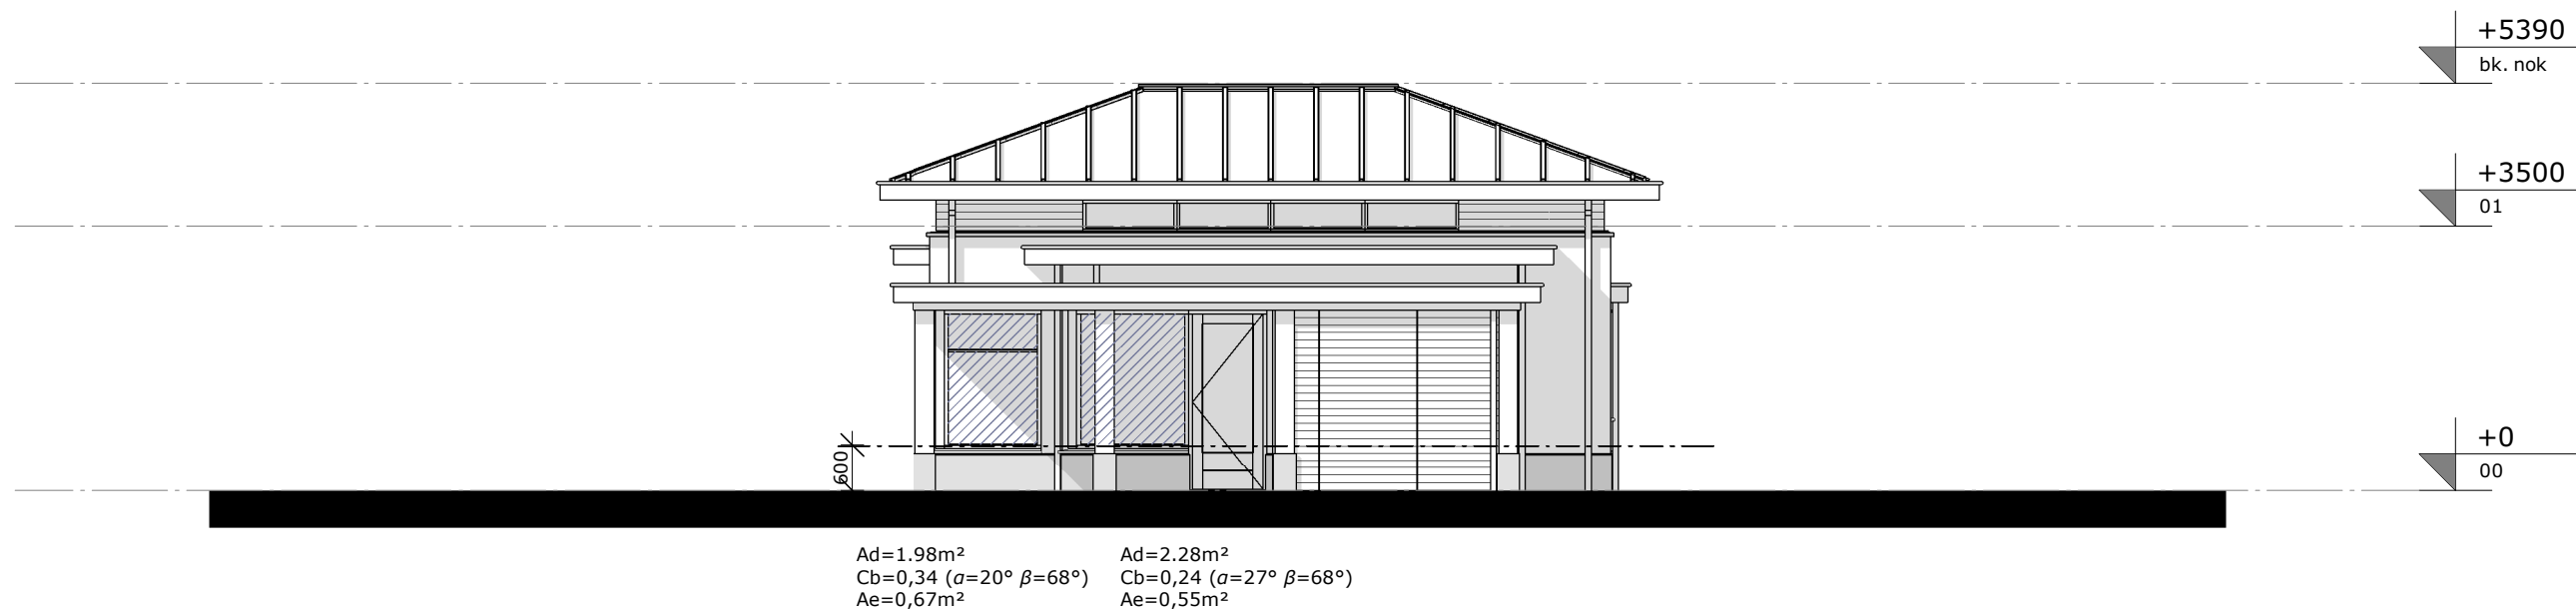 +5390
bk. nok
+3500
01
+0
00
600
Ad=1.98m²
Cb=0,34 (α=20° β=68°)
Ae=0,67m²
Ad=2.28m²
Cb=0,24 (α=27° β=68°)
Ae=0,55m²